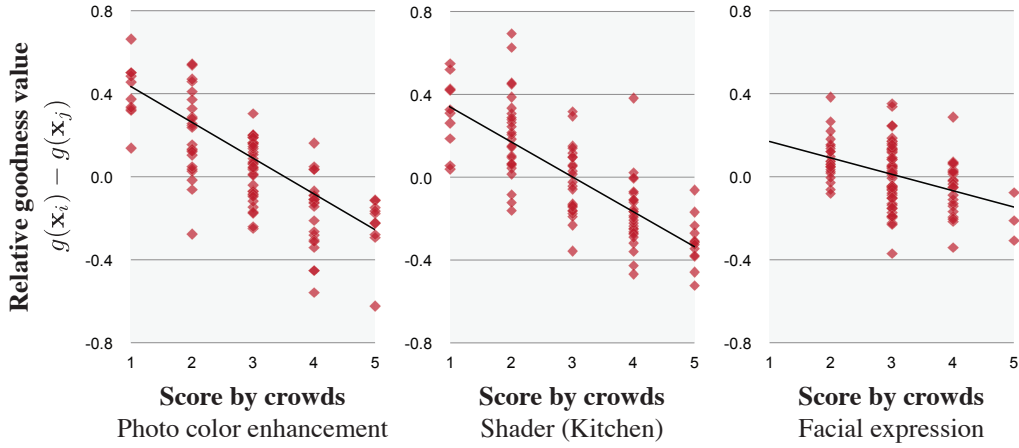 Relative goodness value
g(𝐱ᵢ) − g(𝐱ⱼ)
0.8
0.4
0.0
-0.4
-0.8
1 2 3 4 5
Score by crowds
Photo color enhancement
0.8
0.4
0.0
-0.4
-0.8
1 2 3 4 5
Score by crowds
Shader (Kitchen)
0.8
0.4
0.0
-0.4
-0.8
1 2 3 4 5
Score by crowds
Facial expression